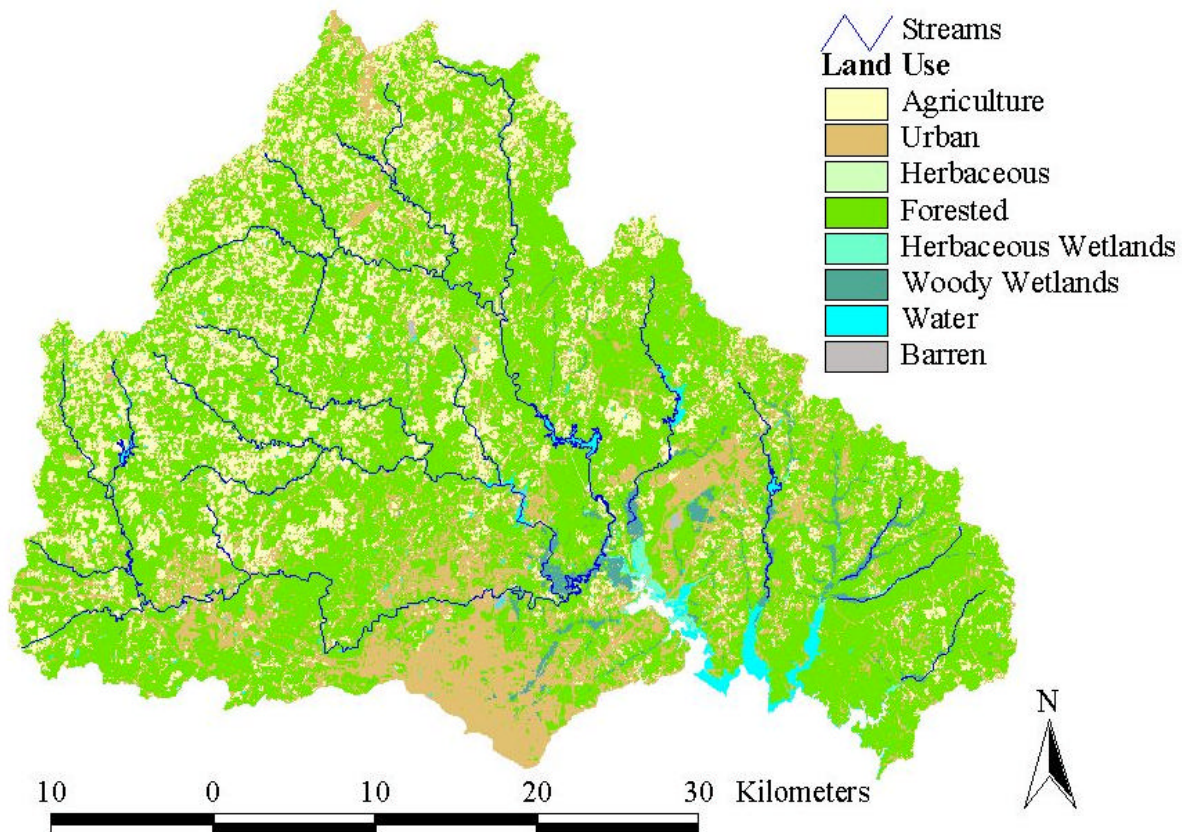 Streams
Land Use
Agriculture
Urban
Herbaceous
Forested
Herbaceous Wetlands
Woody Wetlands
Water
Barren
N
10 0 10 20 30 Kilometers